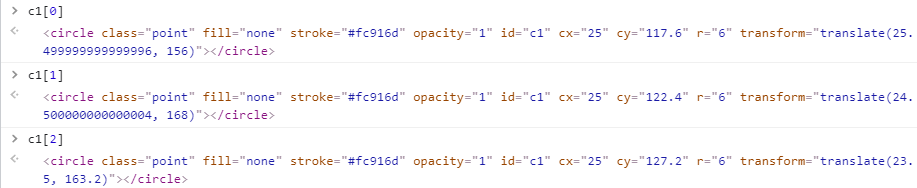 > c1[0]
<circle class="point" fill="none" stroke="#fc916d" opacity="1" id="c1" cx="25" cy="117.6" r="6" transform="translate(25.
499999999999996, 156)"></circle>
> c1[1]
<circle class="point" fill="none" stroke="#fc916d" opacity="1" id="c1" cx="25" cy="122.4" r="6" transform="translate(24.
500000000000004, 168)"></circle>
> c1[2]
<circle class="point" fill="none" stroke="#fc916d" opacity="1" id="c1" cx="25" cy="127.2" r="6" transform="translate(23.
5, 163.2)"></circle>